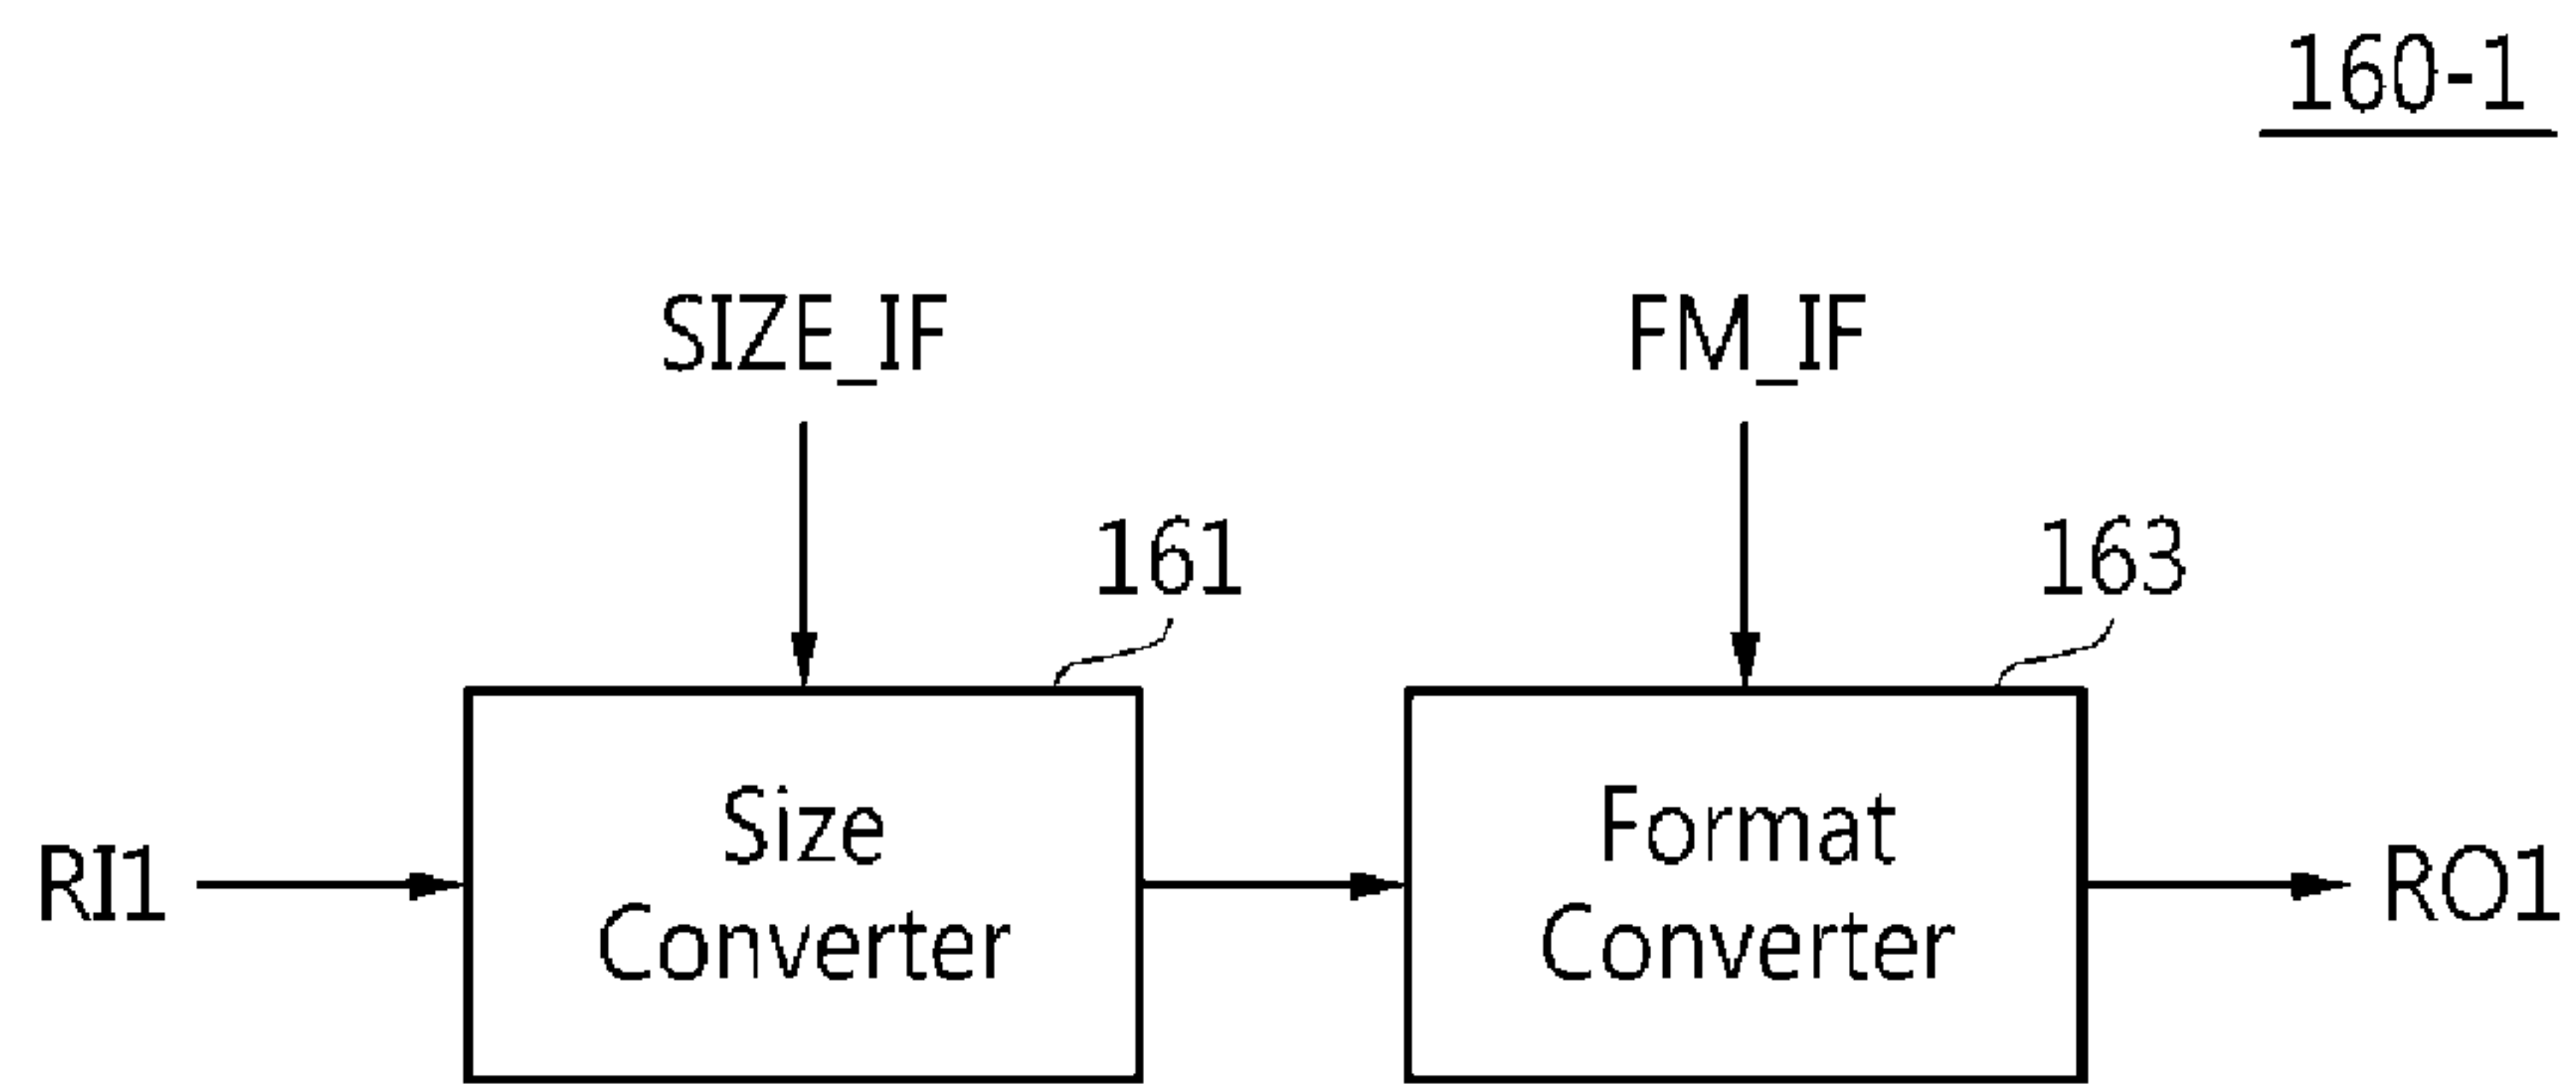 160-1
SIZE_IF
FM_IF
161
163
RI1
Size
Converter
Format
Converter
RO1